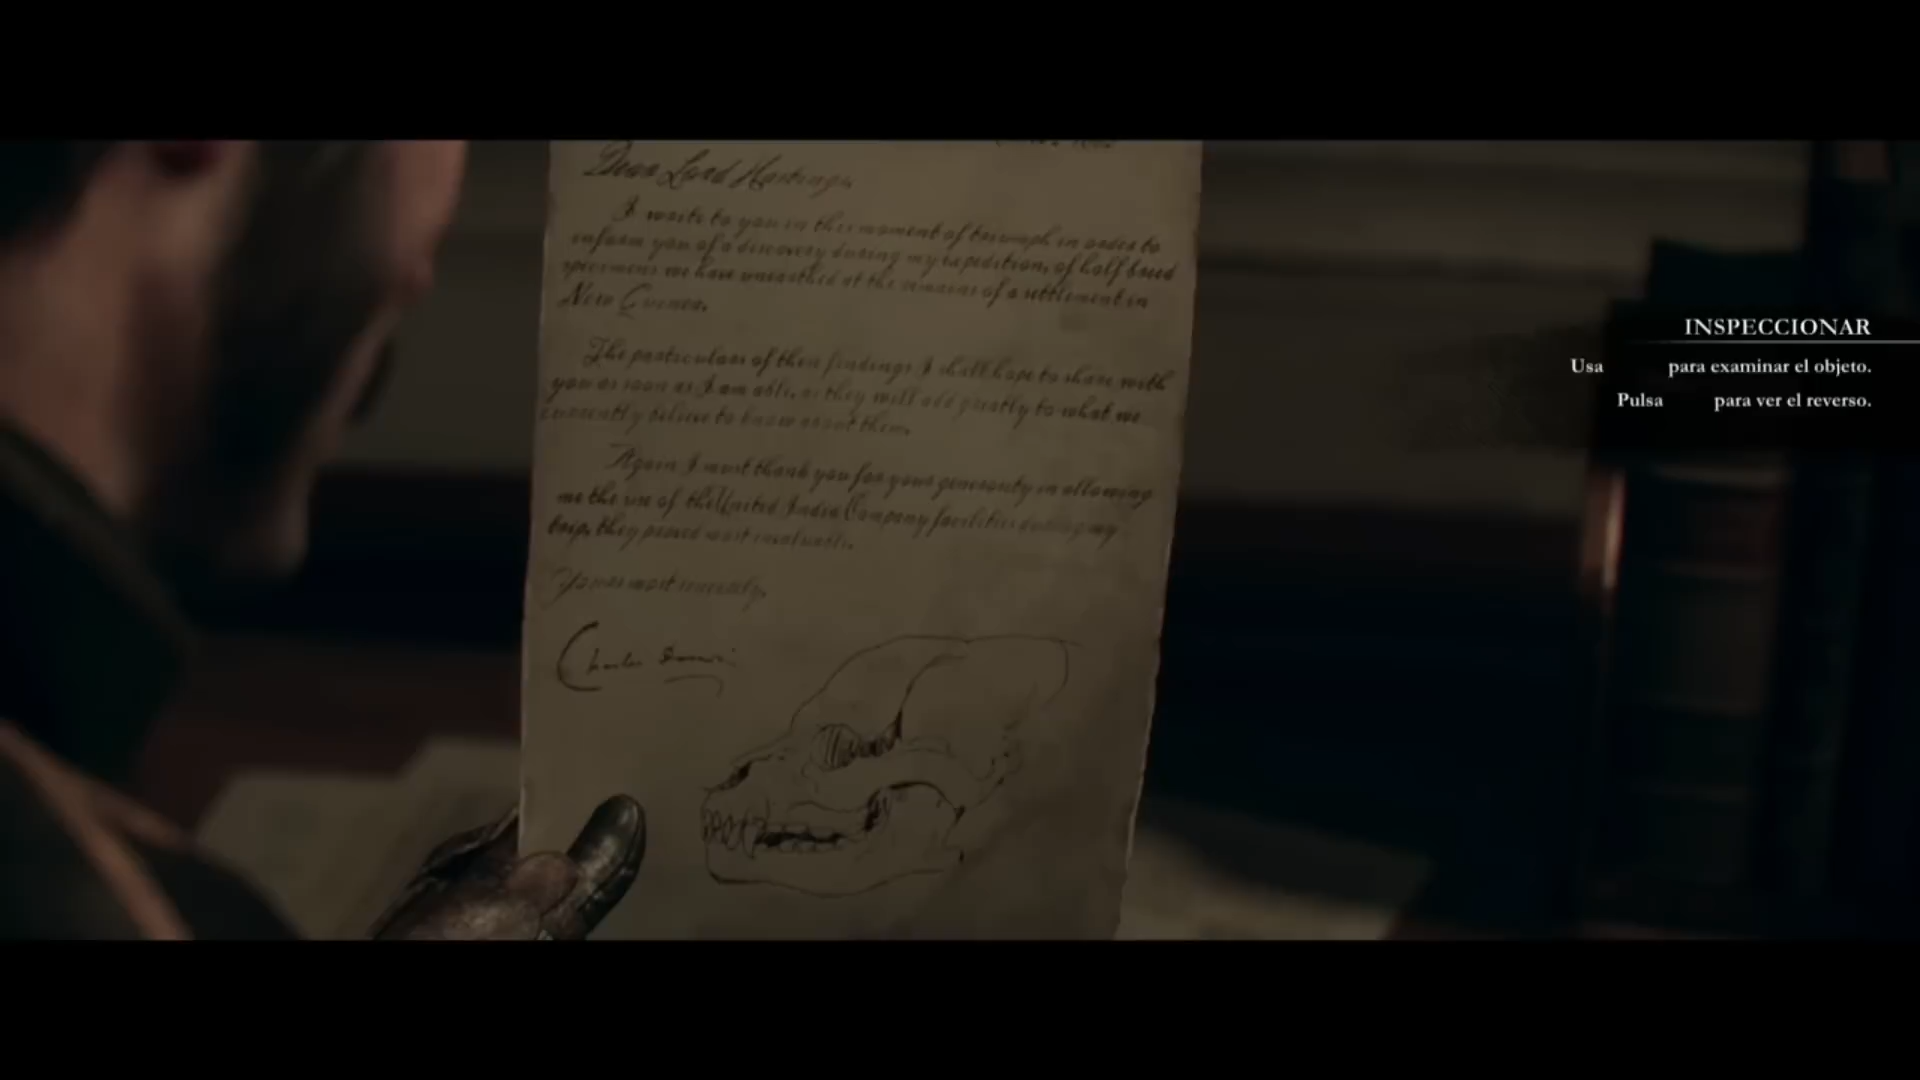 Dear Lord Hastings,
I write to you in this moment of triumph in order to
inform you of a discovery during my expedition, of half breed
specimens we have unearthed at the remains of a settlement in
New Guinea.
The particulars of these findings I shall hope to share with
you as soon as I am able, as they will add greatly to what we
currently believe to know about them.
Again I must thank you for your generosity in allowing
me the use of the United India Company facilities during my
trip, they proved most invaluable.
Yours most sincerely,
Charles Darwin
INSPECCIONAR
Usa para examinar el objeto.
Pulsa para ver el reverso.